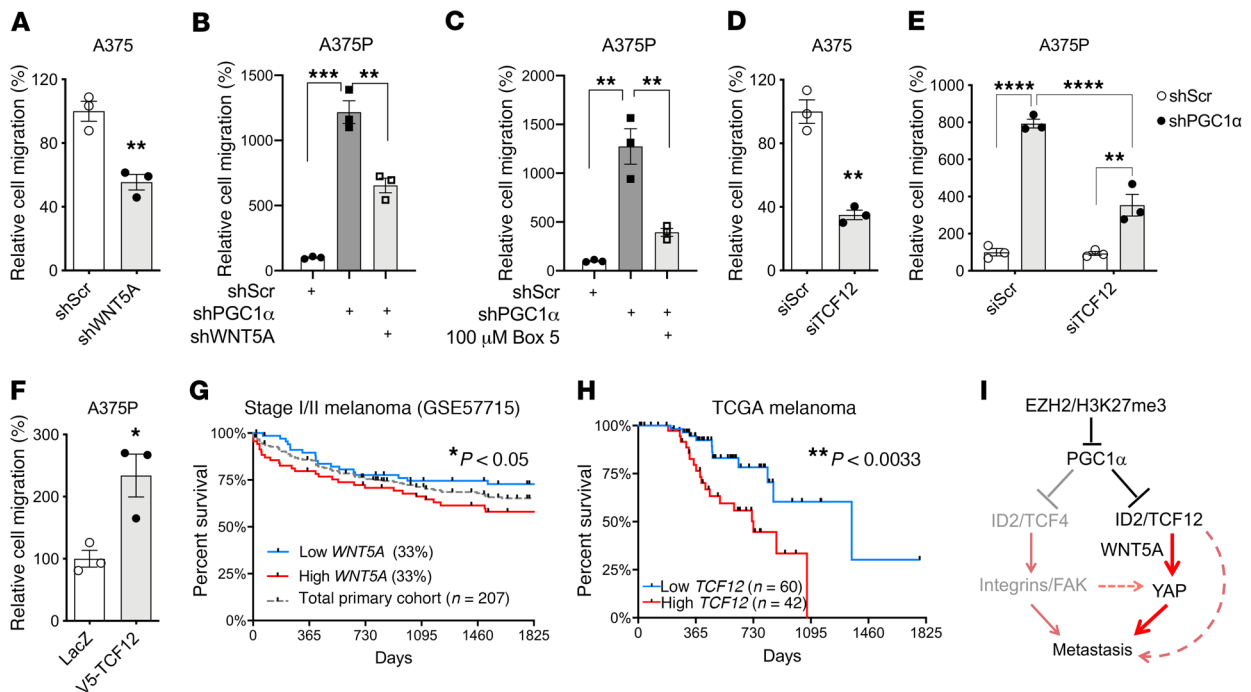 A
A375
Relative cell migration (%)
120
80
40
0
**
shScr
shWNT5A
B
A375P
Relative cell migration (%)
1500
1000
500
0
***
**
shScr +
shPGC1α + +
shWNT5A +
C
A375P
Relative cell migration (%)
2000
1500
1000
500
0
**
**
shScr +
shPGC1α + +
100 μM Box 5 +
D
A375
Relative cell migration (%)
120
80
40
0
**
siScr
siTCF12
E
A375P
Relative cell migration (%)
1000
800
600
400
200
0
****
****
**
shScr
shPGC1α
siScr
siTCF12
F
A375P
Relative cell migration (%)
300
200
100
0
*
LacZ
V5-TCF12
G
Stage I/II melanoma (GSE57715)
Percent survival
100%
75%
50%
25%
0%
*P < 0.05
Low WNT5A (33%)
High WNT5A (33%)
Total primary cohort (n = 207)
0 365 730 1095 1460 1825
Days
H
TCGA melanoma
Percent survival
100%
75%
50%
25%
0%
**P < 0.0033
Low TCF12 (n = 60)
High TCF12 (n = 42)
0 365 730 1095 1460 1825
Days
I
EZH2/H3K27me3
PGC1α
ID2/TCF4 ID2/TCF12
WNT5A
Integrins/FAK YAP
Metastasis